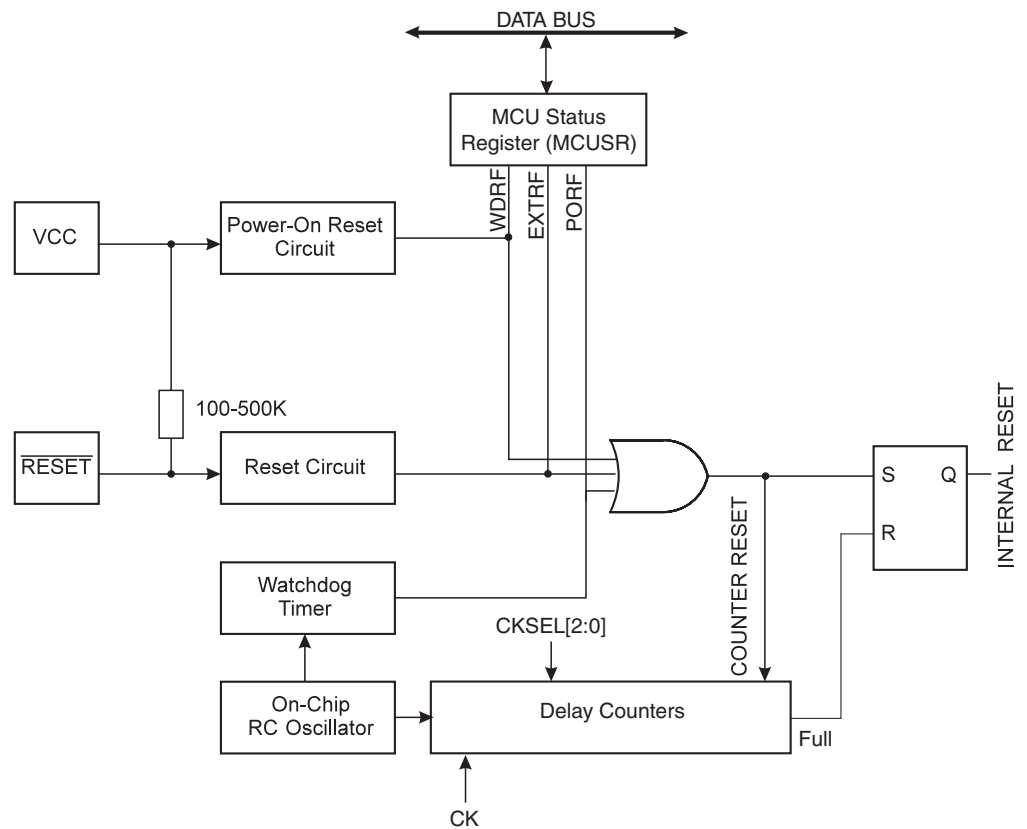 DATA BUS
MCU Status
Register (MCUSR)
WDRF
EXTRF
PORF
VCC
Power-On Reset
Circuit
100-500K
RESET
Reset Circuit
S
Q
R
INTERNAL RESET
COUNTER RESET
Watchdog
Timer
CKSEL[2:0]
On-Chip
RC Oscillator
Delay Counters
Full
CK